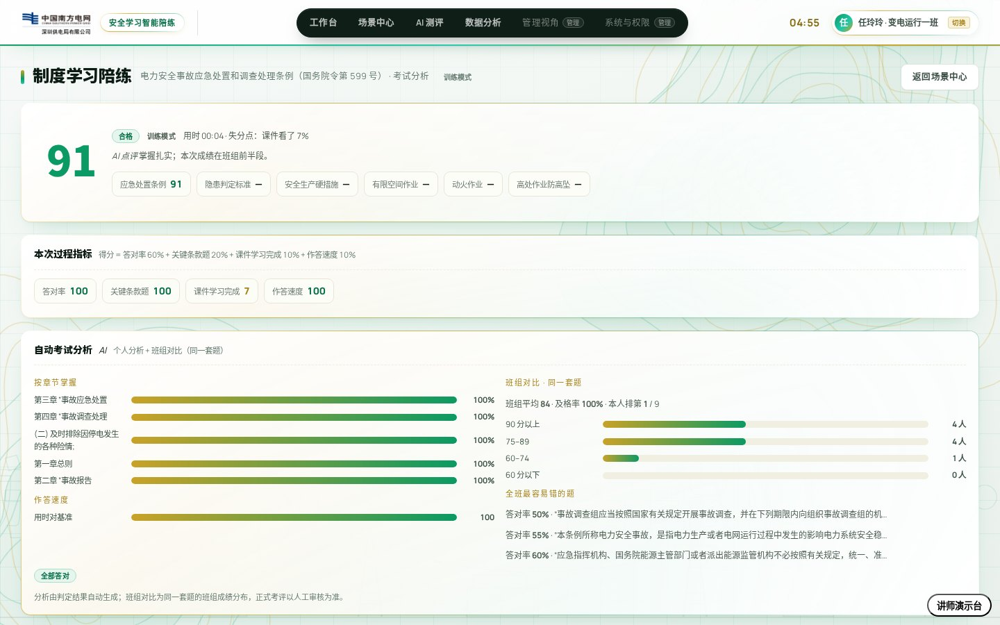 中国南方电网
CHINA SOUTHERN POWER GRID
深圳供电局有限公司
安全学习智能陪练
工作台 场景中心 AI 测评 数据分析 管理视角 管理 系统与权限 管理
04:55
任 任玲玲 · 变电运行一班 切换
制度学习陪练 电力安全事故应急处置和调查处理条例（国务院令第 599 号） · 考试分析 训练模式
返回场景中心
91
合格 训练模式 用时 00:04 · 失分点：课件看了 7%
AI 点评 掌握扎实；本次成绩在班组前半段。
应急处置条例 91 隐患判定标准 — 安全生产硬措施 — 有限空间作业 — 动火作业 — 高处作业防高坠 —
本次过程指标 得分 = 答对率 60% + 关键条款题 20% + 课件学习完成 10% + 作答速度 10%
答对率 100 关键条款题 100 课件学习完成 7 作答速度 100
自动考试分析 AI 个人分析 + 班组对比（同一套题）
按章节掌握
第三章 "事故应急处置 100%
第四章 "事故调查处理 100%
(二) 及时排除因停电发生
的各种险情; 100%
第一章总则 100%
第二章 "事故报告 100%
作答速度
用时对基准 100
班组对比 · 同一套题
班组平均 84 · 及格率 100% · 本人排第 1 / 9
90 分以上 4 人
75–89 4 人
60–74 1 人
60 分以下 0 人
全班最容易错的题
答对率 50% · "事故调查组应当按照国家有关规定开展事故调查，并在下列期限内向组织事故调查组的机...
答对率 55% · "本条例所称电力安全事故，是指电力生产或者电网运行过程中发生的影响电力系统安全稳...
答对率 60% · "应急指挥机构、国务院能源主管部门或者派出能源监管机构不必按照有关规定，统一、准...
全部答对
分析由判定结果自动生成；班组对比为同一套题的班组成绩分布，正式考评以人工审核为准。
讲师演示台